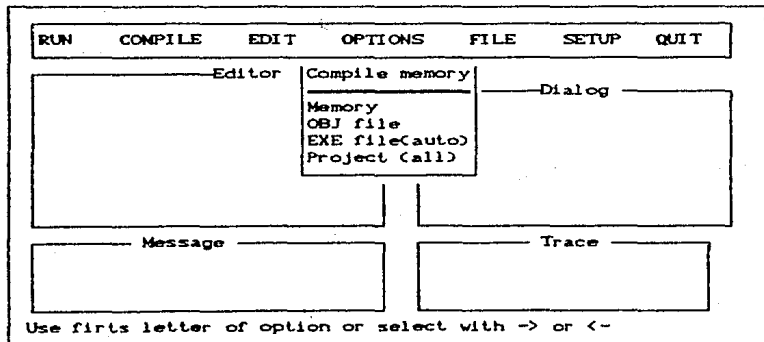 RUN COMPILE EDIT OPTIONS FILE SETUP QUIT
Editor
Compile memory
Dialog
Memory
OBJ file
EXE file(auto)
Project (all)
Message
Trace
Use firts letter of option or select with -> or <-